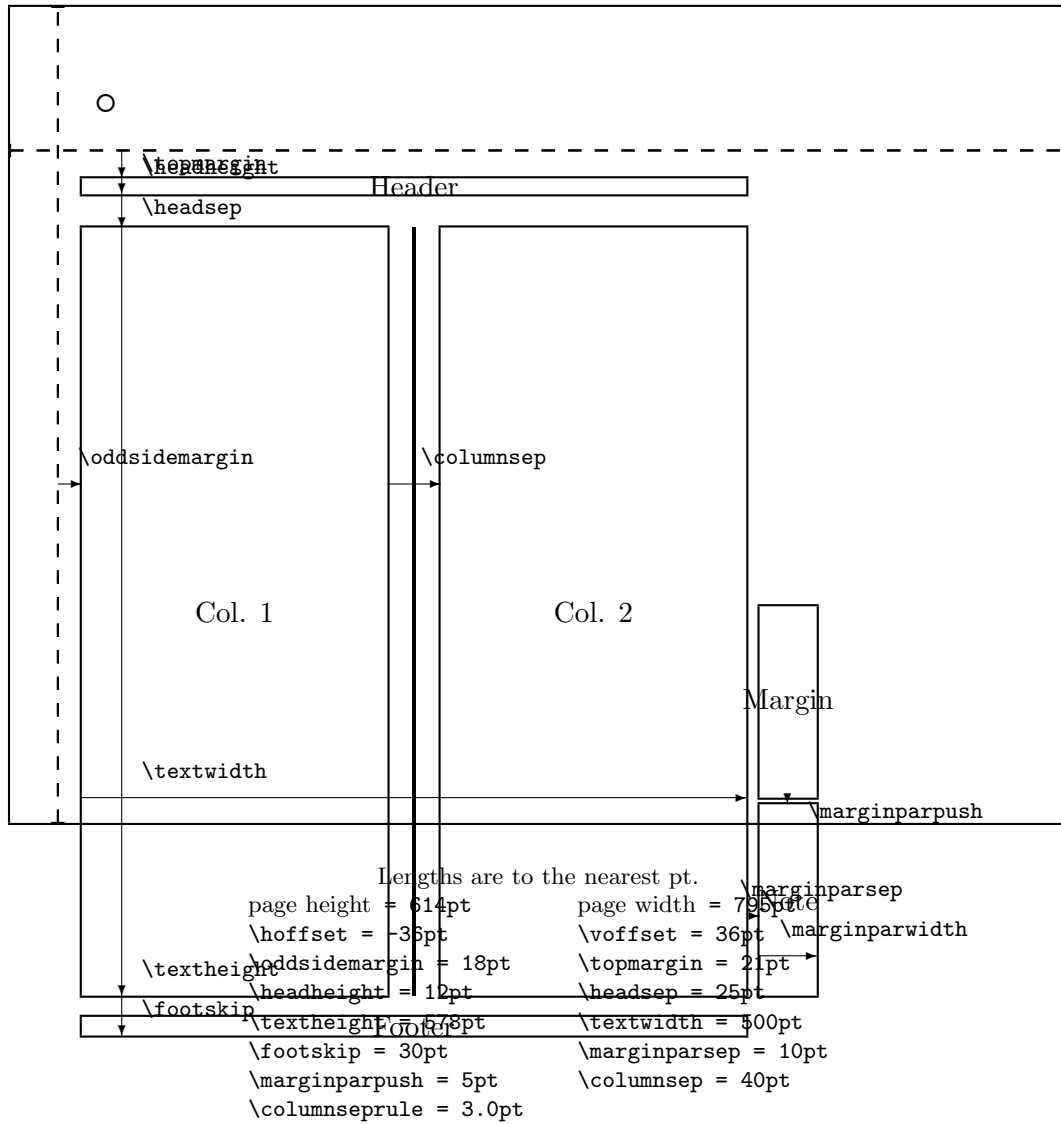 \topmargin
\headheight
Header
\headsep
\oddsidemargin
\columnsep
Col. 1
Col. 2
Margin
\textwidth
\marginparpush
Lengths are to the nearest pt.
\marginparsep
page height = 614pt
page width = 795pt
Note
\hoffset = -36pt
\voffset = 36pt
\marginparwidth
\textheight
\oddsidemargin = 18pt
\topmargin = 21pt
\headheight = 12pt
\headsep = 25pt
\footskip
\textheight = 578pt
\textwidth = 500pt
Footer
\footskip = 30pt
\marginparsep = 10pt
\marginparpush = 5pt
\columnsep = 40pt
\columnseprule = 3.0pt